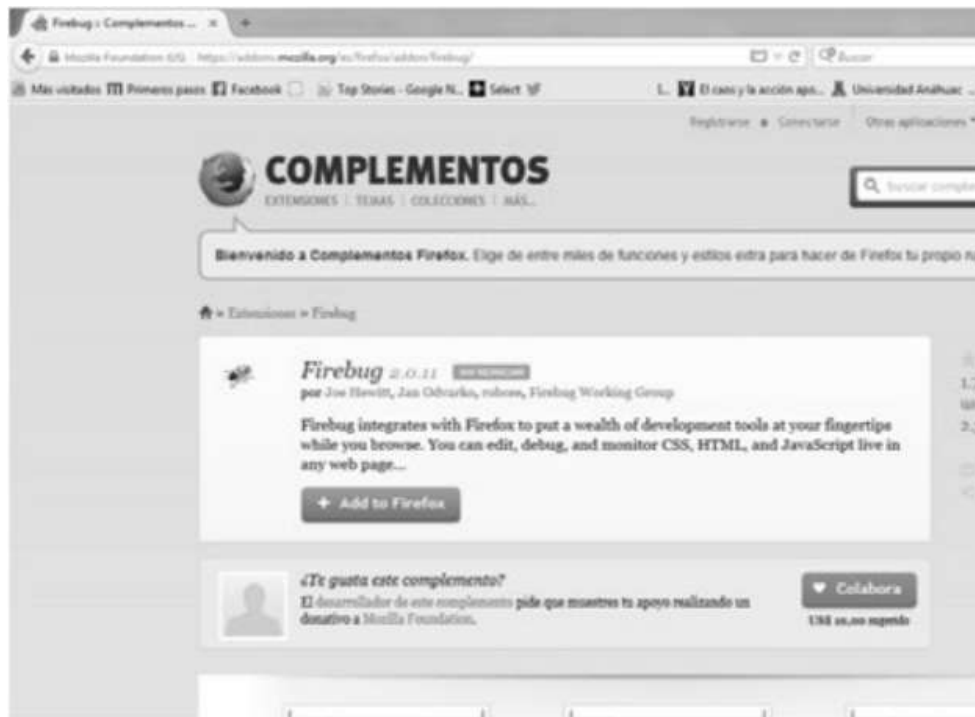 Firebug :: Complementos ...
Mozilla Foundation (US) https://addons.mozilla.org/es/firefox/addon/firebug/
Buscar
Más visitados Primeros pasos Facebook Top Stories - Google N... Select L. El caos y la acción apo... Universidad Anáhuac ...
Registrarse Conectarse Otras aplicaciones
COMPLEMENTOS
EXTENSIONES | TEMAS | COLECCIONES | MÁS...
buscar comple
Bienvenido a Complementos Firefox. Elige de entre miles de funciones y estilos extra para hacer de Firefox tu propio na
» Extensiones » Firebug
Firebug 2.0.11
por Joe Hewitt, Jan Odvarko, robcee, Firebug Working Group
Firebug integrates with Firefox to put a wealth of development tools at your fingertips
while you browse. You can edit, debug, and monitor CSS, HTML, and JavaScript live in
any web page...
+ Add to Firefox
¿Te gusta este complemento?
El desarrollador de este complemento pide que muestres tu apoyo realizando un
donativo a Mozilla Foundation.
Colabora
US$ 10,00 sugerido